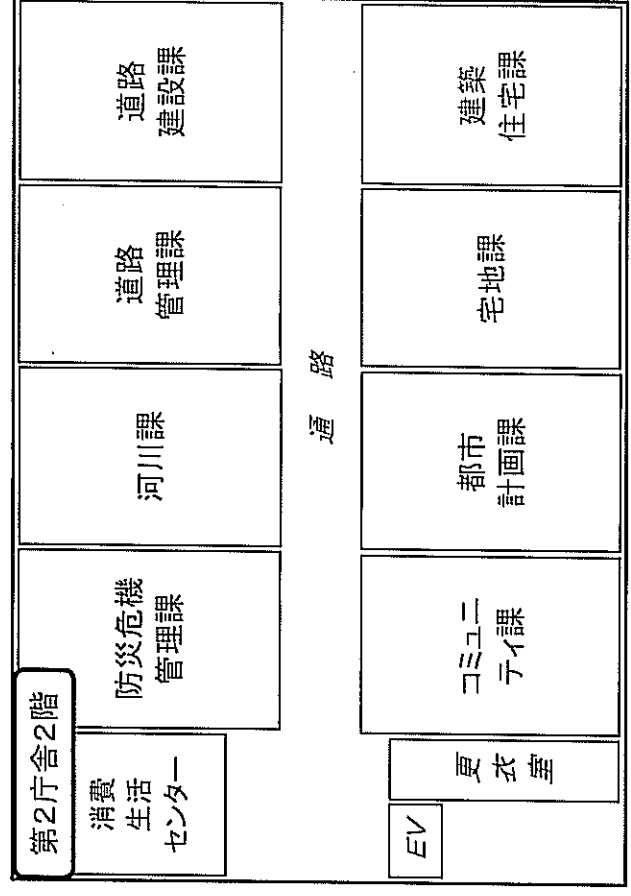 第2庁舎2階
消費
生活
センター
防災危機
管理課
河川課
道路
管理課
道路
建設課
通路
EV
更衣室
コミュニ
ティ課
都市
計画課
宅地課
建築
住宅課